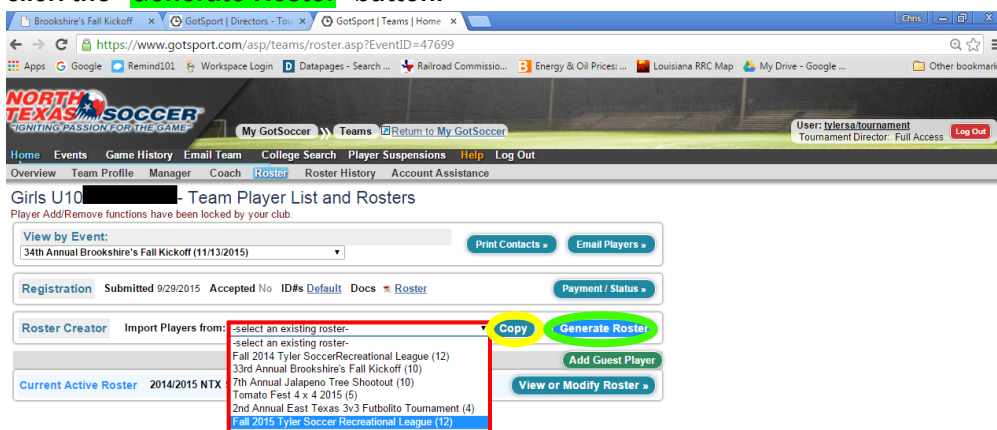 click the "Generate Roster" button.
Brookshire's Fall Kickoff × GotSport | Directors - Tou × GotSport | Teams | Home × Chris
https://www.gotsport.com/asp/teams/roster.asp?EventID=47699
Apps Google Remind101 Workspace Login Datapages - Search ... Railroad Commissio... Energy & Oil Prices: ... Louisiana RRC Map My Drive - Google ... Other bookmark
NORTH TEXAS SOCCER
"IGNITING PASSION FOR THE GAME"
My GotSoccer Teams Return to My GotSoccer
User: tylersa/tournament
Tournament Director: Full Access Log Out
Home Events Game History Email Team College Search Player Suspensions Help Log Out
Overview Team Profile Manager Coach Roster Roster History Account Assistance
Girls U10 - Team Player List and Rosters
Player Add/Remove functions have been locked by your club.
View by Event:
34th Annual Brookshire's Fall Kickoff (11/13/2015)
Print Contacts » Email Players »
Registration Submitted 9/29/2015 Accepted No ID#s Default Docs Roster Payment / Status »
Roster Creator Import Players from: -select an existing roster- Copy Generate Roster
-select an existing roster-
Fall 2014 Tyler SoccerRecreational League (12)
33rd Annual Brookshire's Fall Kickoff (10)
7th Annual Jalapeno Tree Shootout (10)
Tomato Fest 4 x 4 2015 (5)
2nd Annual East Texas 3v3 Futbolito Tournament (4)
Fall 2015 Tyler Soccer Recreational League (12)
Add Guest Player
Current Active Roster 2014/2015 NTX View or Modify Roster »